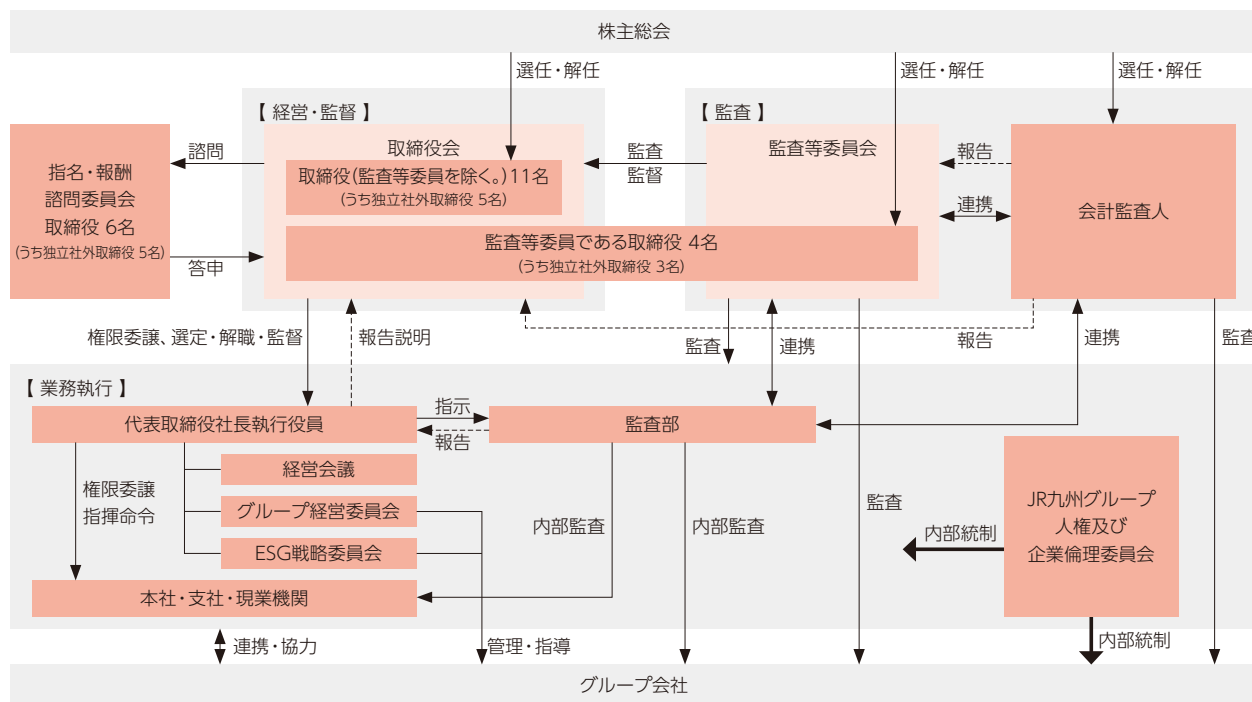 株主総会
選任・解任
選任・解任
選任・解任
【 経営・監督 】
【 監査 】
指名・報酬
諮問委員会
取締役 6名
(うち独立社外取締役 5名)
諮問
答申
取締役会
取締役(監査等委員を除く。)11名
(うち独立社外取締役 5名)
監査
監督
監査等委員会
監査等委員である取締役 4名
(うち独立社外取締役 3名)
報告
連携
会計監査人
権限委譲、選定・解職・監督
報告説明
監査
連携
報告
連携
監査
【 業務執行 】
代表取締役社長執行役員
指示
報告
監査部
経営会議
グループ経営委員会
ESG戦略委員会
権限委譲
指揮命令
本社・支社・現業機関
内部監査
内部監査
監査
内部統制
JR九州グループ
人権及び
企業倫理委員会
連携・協力
管理・指導
内部統制
グループ会社